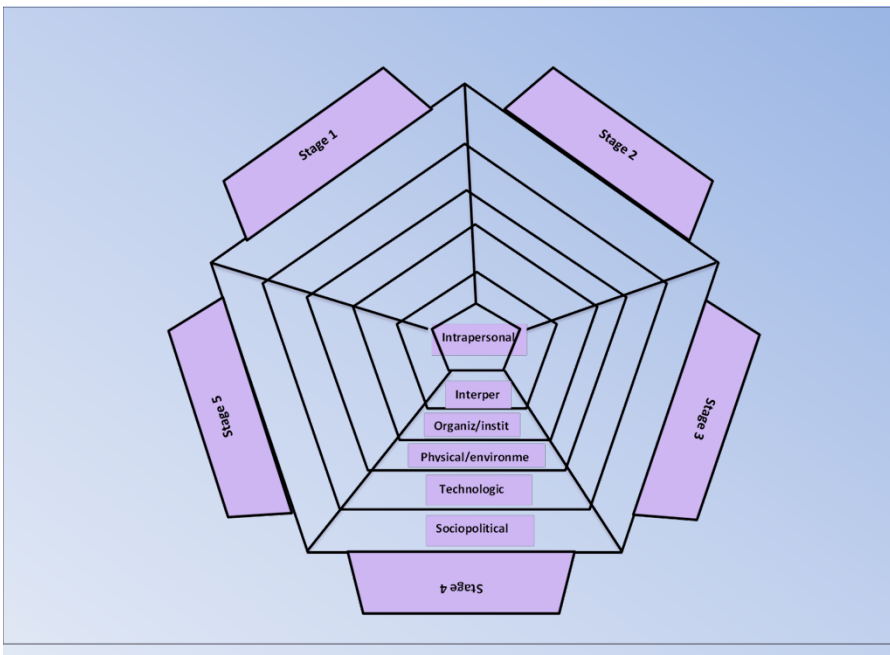 Stage 1
Stage 2
Intrapersonal
Interper
Organiz/instit
Physical/environme
Technologic
Sociopolitical
Stage 3
Stage 4
Stage 5